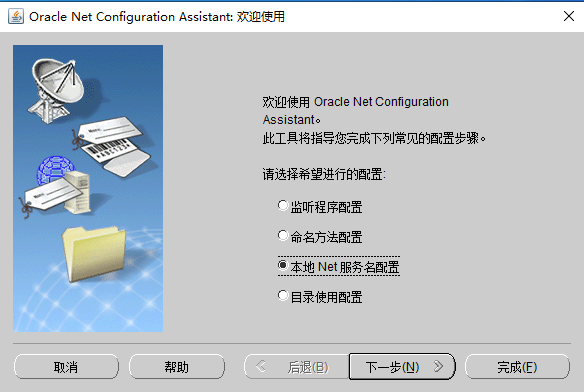 Oracle Net Configuration Assistant: 欢迎使用
欢迎使用 Oracle Net Configuration
Assistant。
此工具将指导您完成下列常见的配置步骤。
请选择希望进行的配置:
监听程序配置
命名方法配置
本地 Net 服务名配置
目录使用配置
取消
帮助
后退(B)
下一步(N)
完成(F)